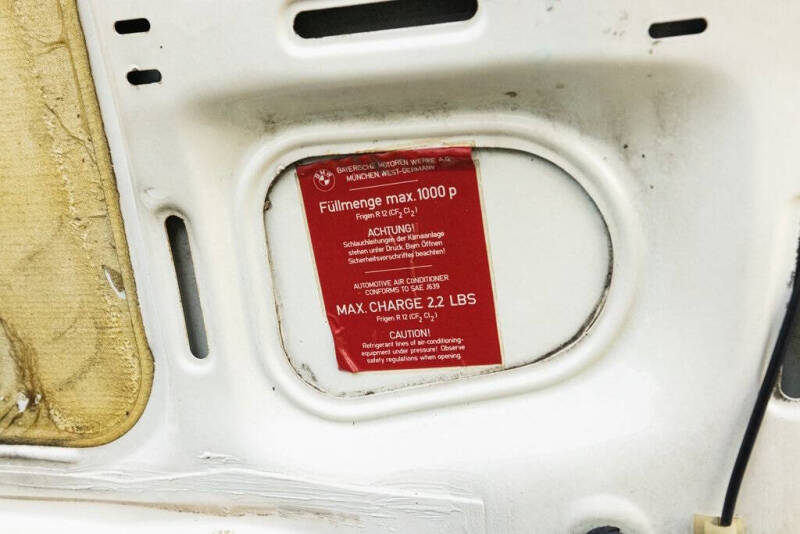 BMW
BAYERISCHE MOTOREN WERKE A.G.
MÜNCHEN, WEST-GERMANY
Füllmenge max. 1000 p
Frigen R 12 (CF2 Cl2)
ACHTUNG!
Schlauchleitungen der Klimaanlage
stehen unter Druck. Beim Öffnen
Sicherheitsvorschriften beachten!
AUTOMOTIVE AIR CONDITIONER
CONFORMS TO SAE J639
MAX. CHARGE 2,2 LBS
Frigen R 12 (CF2 Cl2)
CAUTION!
Refrigerant lines of air-conditioning-
equipment under pressure! Observe
safety regulations when opening.